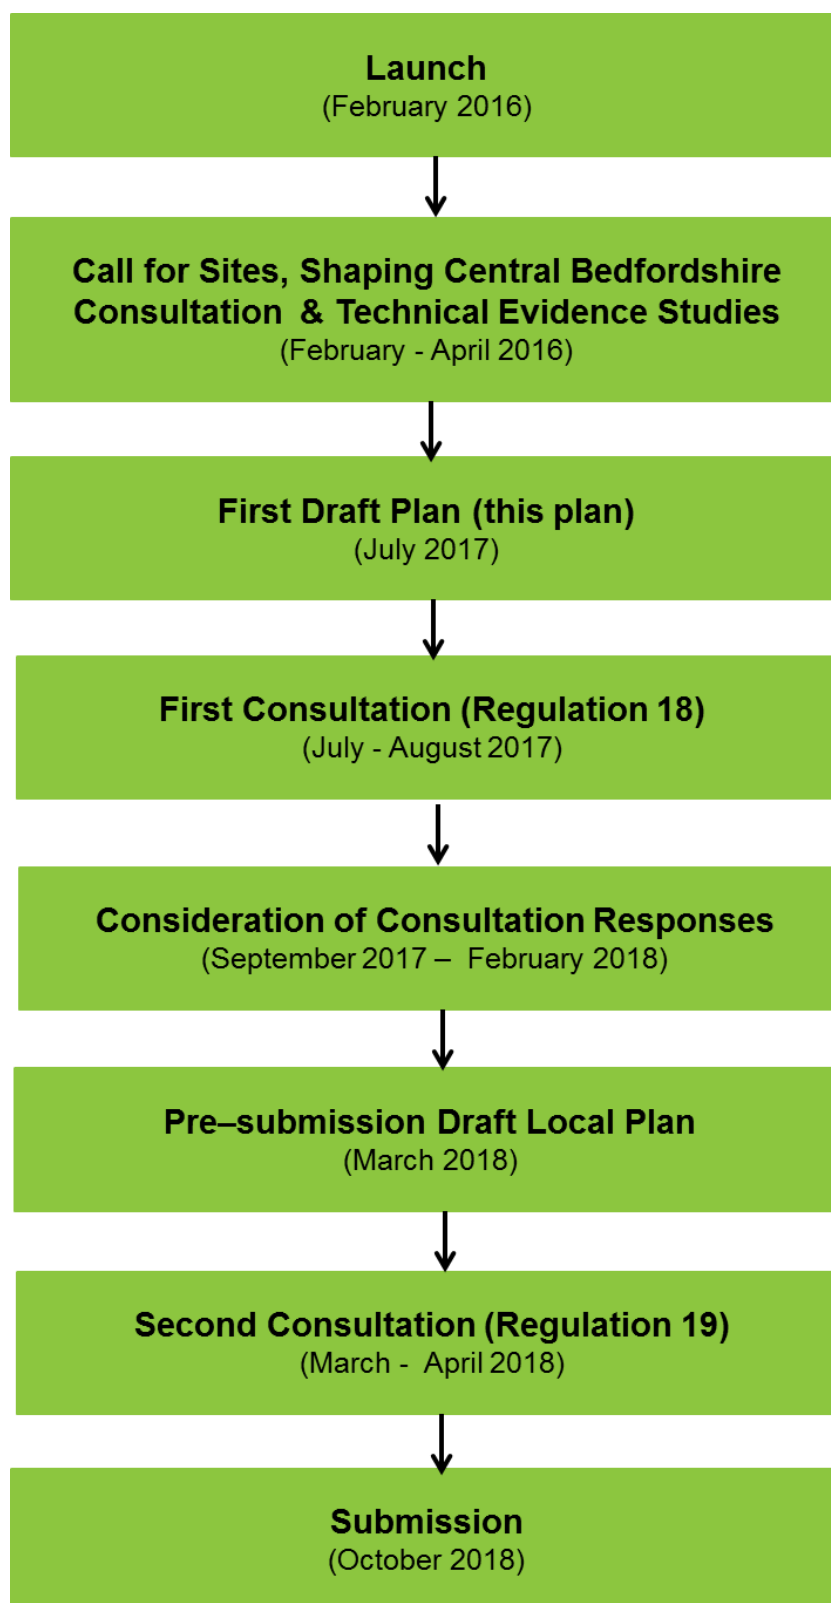 Launch
(February 2016)
Call for Sites, Shaping Central Bedfordshire
Consultation & Technical Evidence Studies
(February - April 2016)
First Draft Plan (this plan)
(July 2017)
First Consultation (Regulation 18)
(July - August 2017)
Consideration of Consultation Responses
(September 2017 – February 2018)
Pre–submission Draft Local Plan
(March 2018)
Second Consultation (Regulation 19)
(March - April 2018)
Submission
(October 2018)